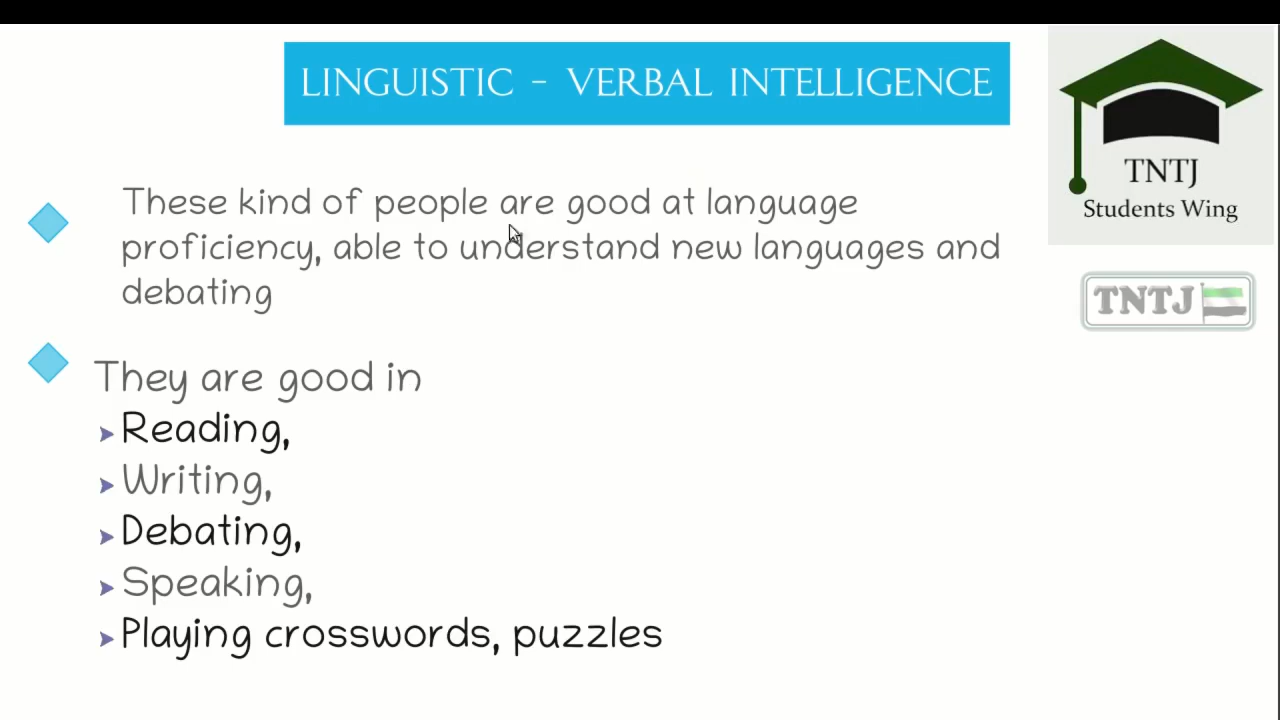 LINGUISTIC - VERBAL INTELLIGENCE
TNTJ
Students Wing
TNTJ
These kind of people are good at language
proficiency, able to understand new languages and
debating
They are good in
Reading,
Writing,
Debating,
Speaking,
Playing crosswords, puzzles